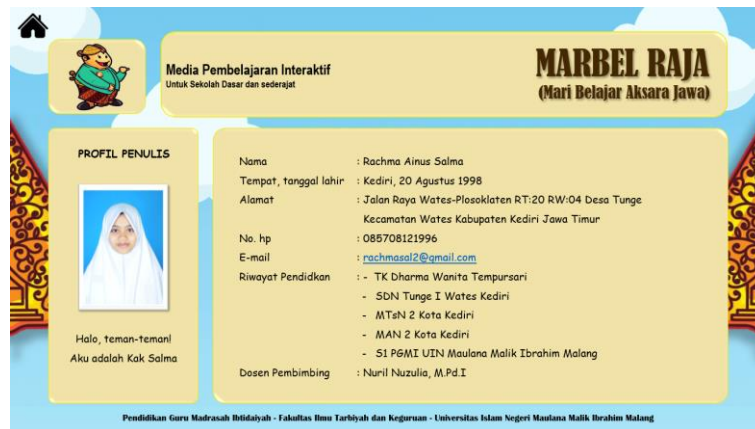 Media Pembelajaran Interaktif
Untuk Sekolah Dasar dan sederajat
MARBEL RAJA
(Mari Belajar Aksara Jawa)
PROFIL PENULIS
Halo, teman-teman!
Aku adalah Kak Salma
Nama : Rachma Ainus Salma
Tempat, tanggal lahir : Kediri, 20 Agustus 1998
Alamat : Jalan Raya Wates-Plosoklaten RT:20 RW:04 Desa Tunge
Kecamatan Wates Kabupaten Kediri Jawa Timur
No. hp : 085708121996
E-mail : rachmasal2@gmail.com
Riwayat Pendidkan : - TK Dharma Wanita Tempursari
- SDN Tunge I Wates Kediri
- MTsN 2 Kota Kediri
- MAN 2 Kota Kediri
- S1 PGMI UIN Maulana Malik Ibrahim Malang
Dosen Pembimbing : Nuril Nuzulia, M.Pd.I
Pendidikan Guru Madrasah Ibtidaiyah - Fakultas Ilmu Tarbiyah dan Keguruan - Universitas Islam Negeri Maulana Malik Ibrahim Malang